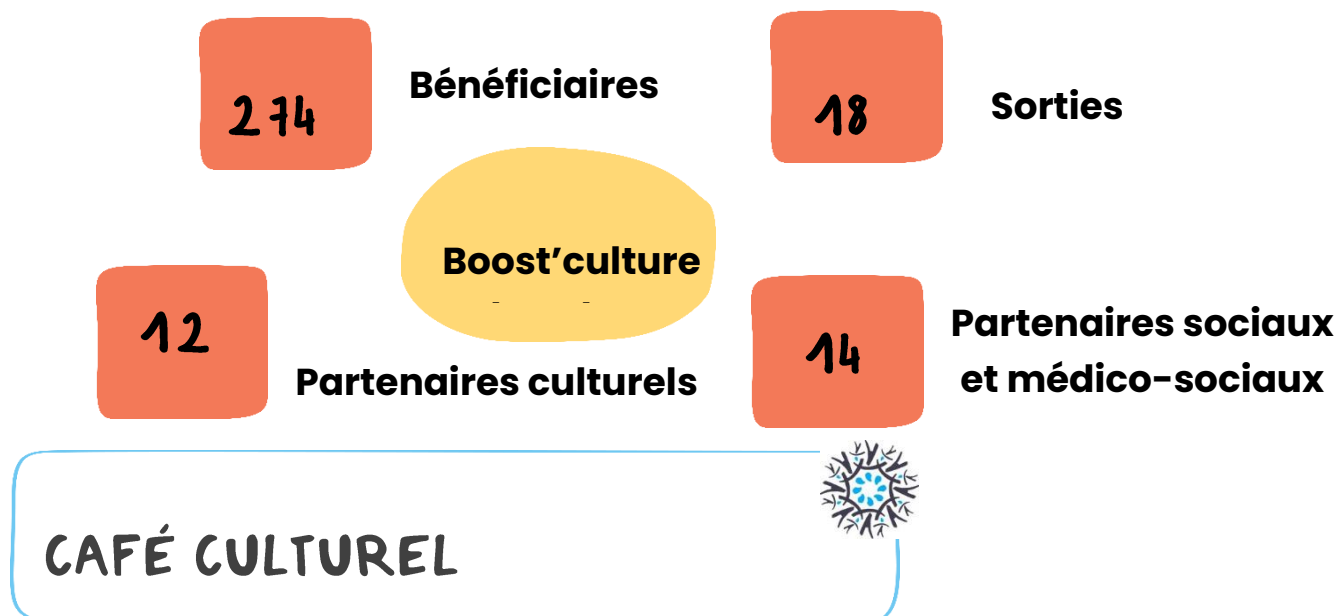 274
Bénéficiaires
18
Sorties
Boost'culture
12
Partenaires culturels
14
Partenaires sociaux
et médico-sociaux
CAFÉ CULTUREL